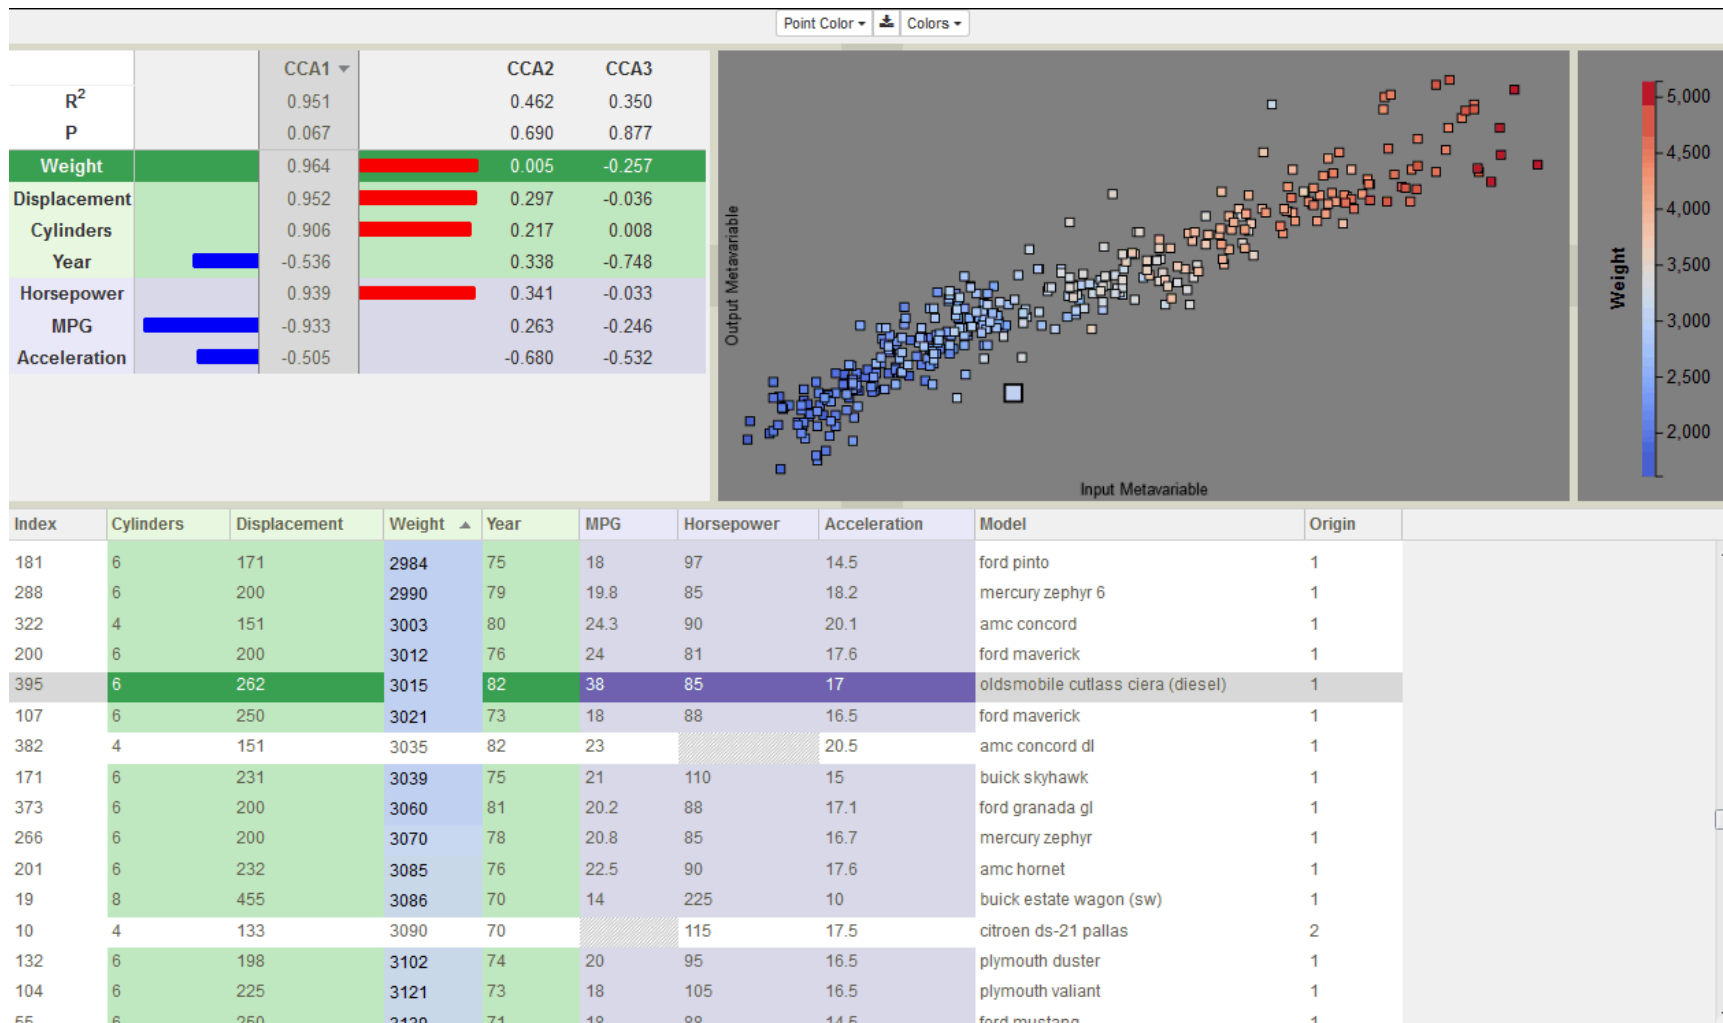 Point Color Colors
CCA1 CCA2 CCA3
R2 0.951 0.462 0.350
P 0.067 0.690 0.877
Weight 0.964 0.005 -0.257
Displacement 0.952 0.297 -0.036
Cylinders 0.906 0.217 0.008
Year -0.536 0.338 -0.748
Horsepower 0.939 0.341 -0.033
MPG -0.933 0.263 -0.246
Acceleration -0.505 -0.680 -0.532
Output Metavariable
Input Metavariable
Weight
5,000
4,500
4,000
3,500
3,000
2,500
2,000
Index Cylinders Displacement Weight Year MPG Horsepower Acceleration Model Origin
181 6 171 2984 75 18 97 14.5 ford pinto 1
288 6 200 2990 79 19.8 85 18.2 mercury zephyr 6 1
322 4 151 3003 80 24.3 90 20.1 amc concord 1
200 6 200 3012 76 24 81 17.6 ford maverick 1
395 6 262 3015 82 38 85 17 oldsmobile cutlass ciera (diesel) 1
107 6 250 3021 73 18 88 16.5 ford maverick 1
382 4 151 3035 82 23 20.5 amc concord dl 1
171 6 231 3039 75 21 110 15 buick skyhawk 1
373 6 200 3060 81 20.2 88 17.1 ford granada gl 1
266 6 200 3070 78 20.8 85 16.7 mercury zephyr 1
201 6 232 3085 76 22.5 90 17.6 amc hornet 1
19 8 455 3086 70 14 225 10 buick estate wagon (sw) 1
10 4 133 3090 70 115 17.5 citroen ds-21 pallas 2
132 6 198 3102 74 20 95 16.5 plymouth duster 1
104 6 225 3121 73 18 105 16.5 plymouth valiant 1
55 6 250 3139 71 18 88 14.5 ford mustang 1